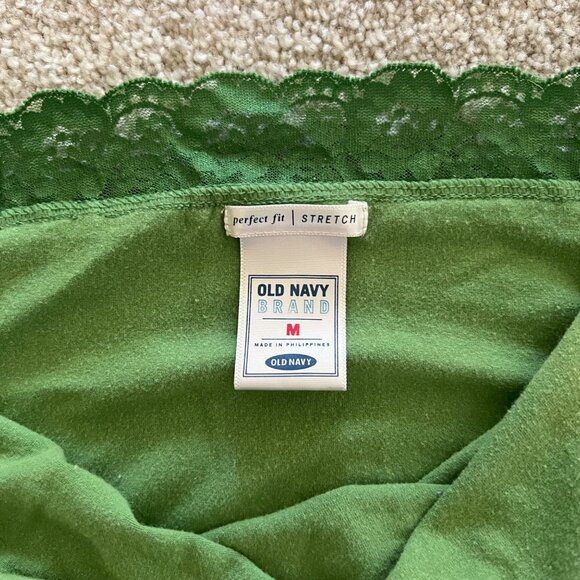 perfect fit | STRETCH
OLD NAVY
BRAND
M
MADE IN PHILIPPINES
OLD NAVY